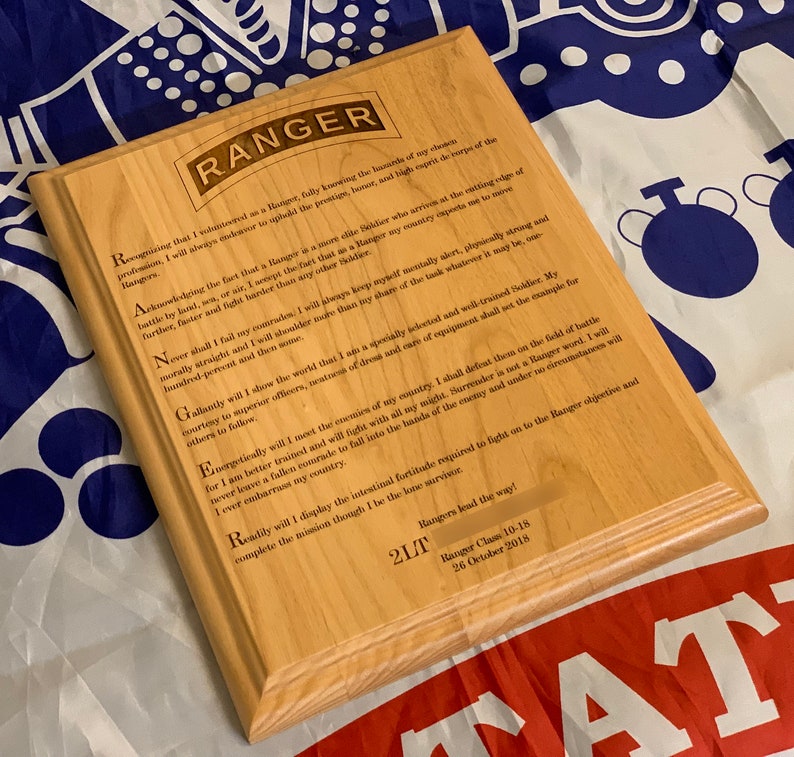 RANGER
Recognizing that I volunteered as a Ranger, fully knowing the hazards of my chosen
profession, I will always endeavor to uphold the prestige, honor, and high esprit de corps of the
Rangers.
Acknowledging the fact that a Ranger is a more elite Soldier who arrives at the cutting edge of
battle by land, sea, or air, I accept the fact that as a Ranger my country expects me to move
further, faster and fight harder than any other Soldier.
Never shall I fail my comrades. I will always keep myself mentally alert, physically strong and
morally straight and I will shoulder more than my share of the task whatever it may be, one-
hundred-percent and then some.
Gallantly will I show the world that I am a specially selected and well-trained Soldier. My
courtesy to superior officers, neatness of dress and care of equipment shall set the example for
others to follow.
Energetically will I meet the enemies of my country. I shall defeat them on the field of battle
for I am better trained and will fight with all my might. Surrender is not a Ranger word. I will
never leave a fallen comrade to fall into the hands of the enemy and under no circumstances will
I ever embarrass my country.
Readily will I display the intestinal fortitude required to fight on to the Ranger objective and
complete the mission though I be the lone survivor.
Rangers lead the way!
2LT
Ranger Class 10-18
26 October 2018
TATE